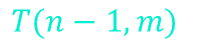 T(n − 1, m)